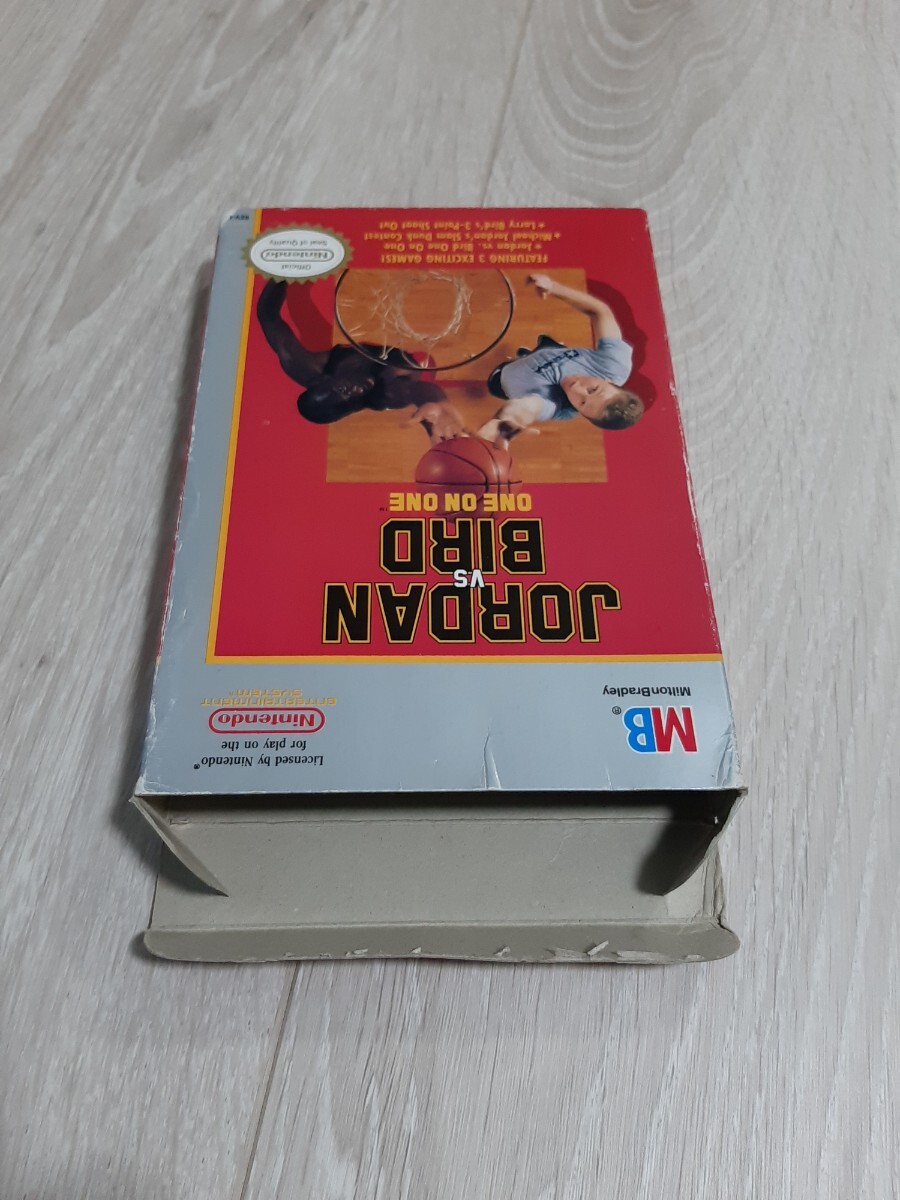 Licensed by Nintendo®
for play on the
Nintendo
ENTERTAINMENT
SYSTEM®
MB®
MiltonBradley
JORDAN
VS
BIRD
ONE ON ONE™
FEATURING 3 EXCITING GAMES!
★ Jordan vs. Bird One On One
★ Michael Jordan's Slam Dunk Contest
★ Larry Bird's 3-Point Shoot Out
Official
Nintendo
Seal of Quality